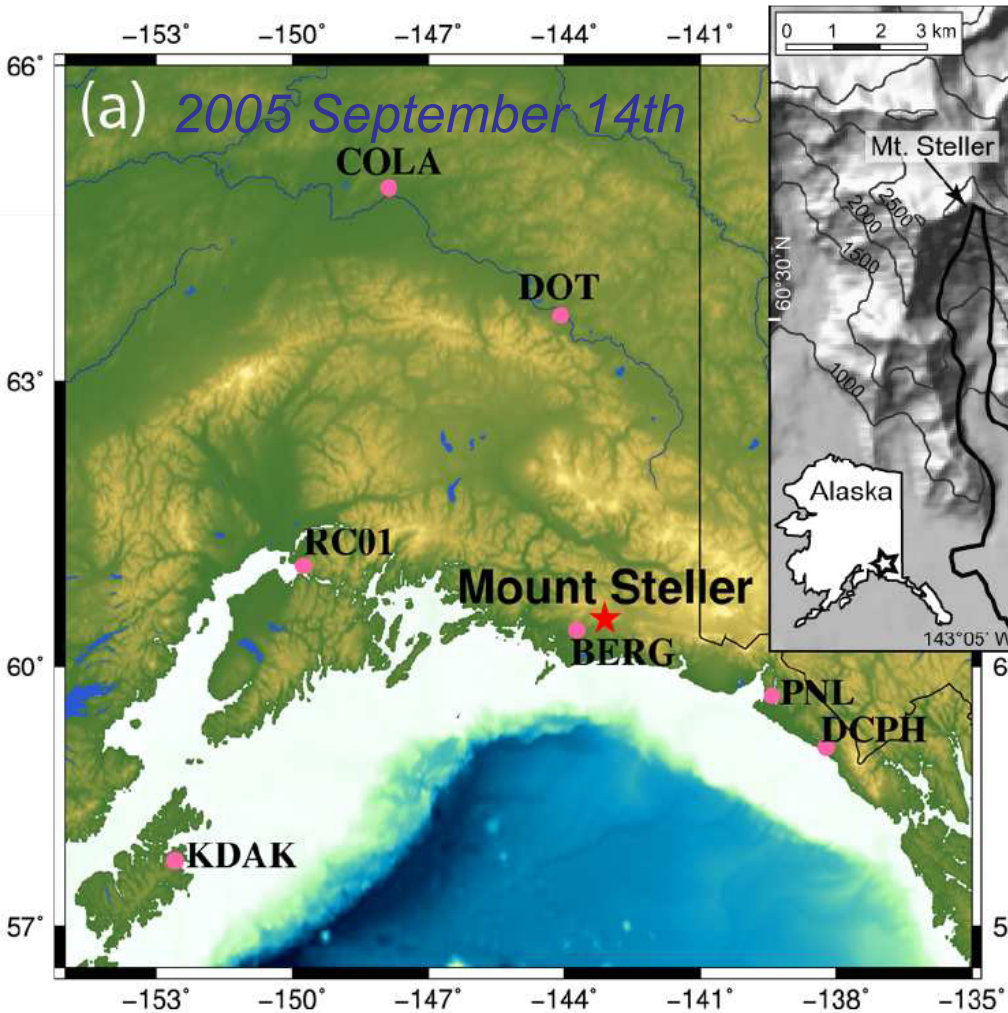 −153˚ −150˚ −147˚ −144˚ −141˚
66˚
(a) 2005 September 14th
COLA
DOT
63˚
RC01
Mount Steller
BERG
60˚
PNL
DCPH
KDAK
57˚
−153˚ −150˚ −147˚ −144˚ −141˚ −138˚ −135˚
0 1 2 3 km
Mt. Steller
2500
2000
1500
60°30' N
1000
Alaska
143°05' W
6
5